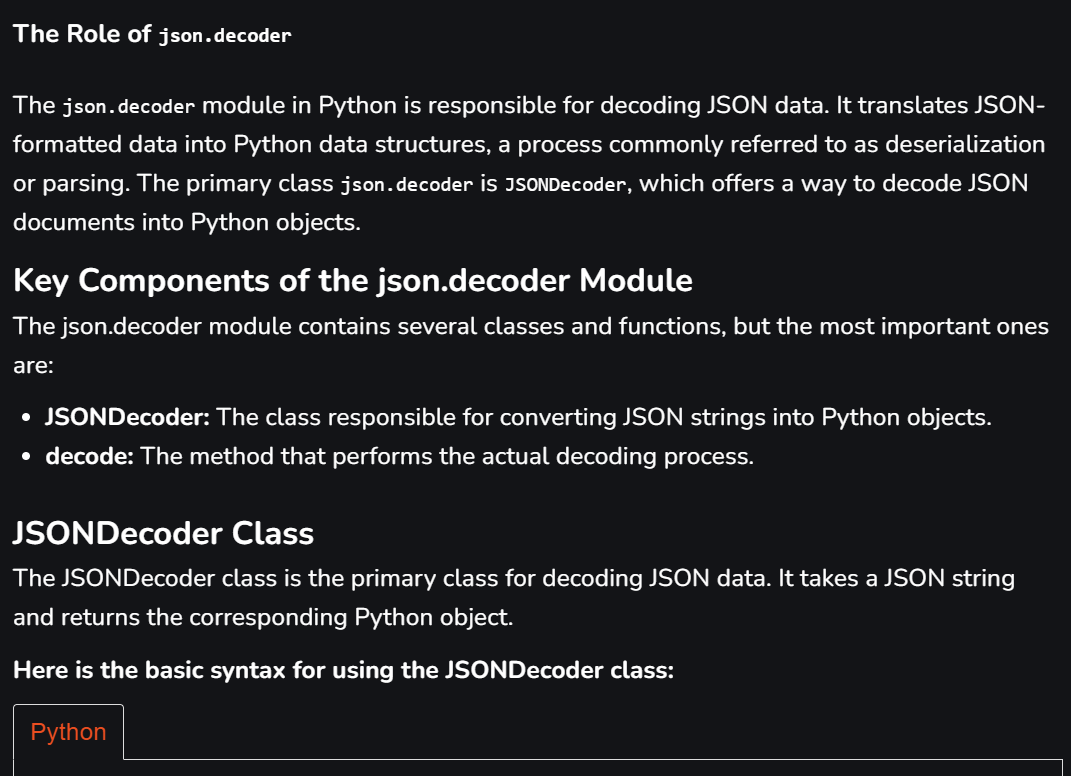 The Role of json.decoder
The json.decoder module in Python is responsible for decoding JSON data. It translates JSON-
formatted data into Python data structures, a process commonly referred to as deserialization
or parsing. The primary class json.decoder is JSONDecoder, which offers a way to decode JSON
documents into Python objects.
Key Components of the json.decoder Module
The json.decoder module contains several classes and functions, but the most important ones
are:
• JSONDecoder: The class responsible for converting JSON strings into Python objects.
• decode: The method that performs the actual decoding process.
JSONDecoder Class
The JSONDecoder class is the primary class for decoding JSON data. It takes a JSON string
and returns the corresponding Python object.
Here is the basic syntax for using the JSONDecoder class:
Python